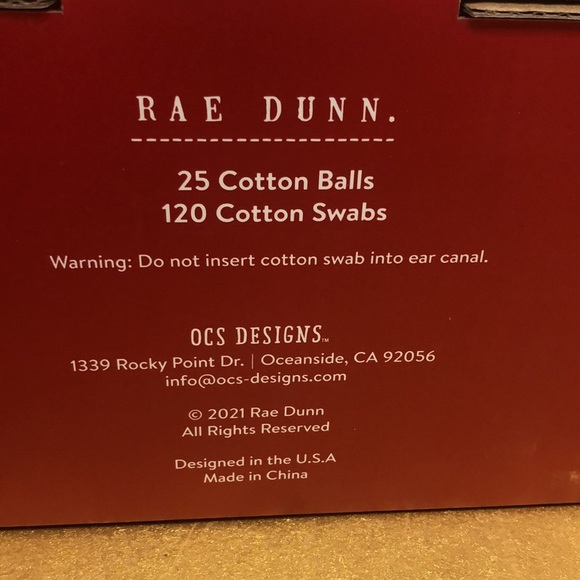 RAE DUNN.
25 Cotton Balls
120 Cotton Swabs
Warning: Do not insert cotton swab into ear canal.
OCS DESIGNS™
1339 Rocky Point Dr. | Oceanside, CA 92056
info@ocs-designs.com
© 2021 Rae Dunn
All Rights Reserved
Designed in the U.S.A
Made in China